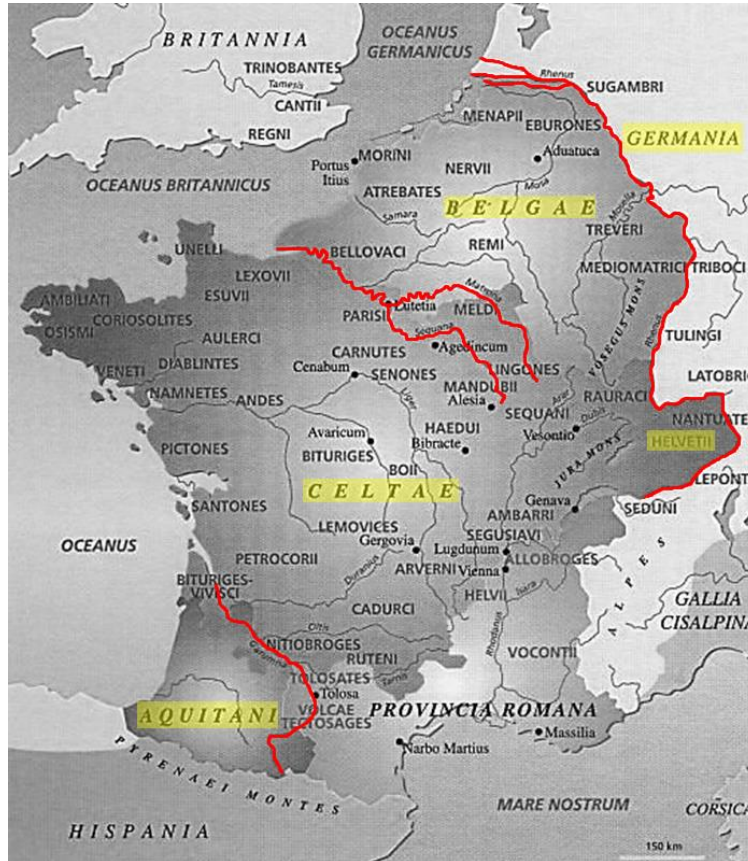 OCEANUS
GERMANICUS
BRITANNIA
TRINOBANTES
Tamesis
CANTII
REGNI
Rhenus
SUGAMBRI
MENAPII
EBURONES
GERMANIA
MORINI
Portus
Itius
NERVII
Aduatuca
OCEANUS BRITANNICUS
ATREBATES
Mosa
BELGAE
Mosella
Samara
UNELLI
BELLOVACI
REMI
TREVERI
LEXOVII
MEDIOMATRICI
TRIBOCI
ESUVII
Matrona
AMBILIATI
CORIOSOLITES
PARISI
Lutetia
MELDI
VOSEGUS MONS
OSISMI
AULERCI
Sequana
Rhenus
TULINGI
DIABLINTES
CARNUTES
Agedincum
VENETI
Cenabum
SENONES
LINGONES
LATOBRIG
NAMNETES
ANDES
Liger
MANDUBII
Arar
RAURACI
Alesia
SEQUANI
Dubis
NANTUATE
PICTONES
Avaricum
HAEDUI
Vesontio
HELVETII
BITURIGES
Bibracte
BOII
JURA MONS
CELTAE
LEPONT
SANTONES
Genava
SEDUNI
AMBARRI
LEMOVICES
SEGUSIAVI
OCEANUS
Gergovia
Lugdunum
ALLOBROGES
PETROCORII
Duranius
ARVERNI
Vienna
ALPES
BITURIGES-
VIVISCI
Isara
HELVII
GALLIA
CISALPINA
CADURCI
Oltis
Rhodanus
NITIOBROGES
Garumna
RUTENI
VOCONTII
TOLOSATES
Tarnis
Tolosa
AQUITANI
VOLCAE
TECTOSAGES
PROVINCIA ROMANA
Massilia
Narbo Martius
PYRENAEI MONTES
MARE NOSTRUM
CORSICA
HISPANIA
150 km